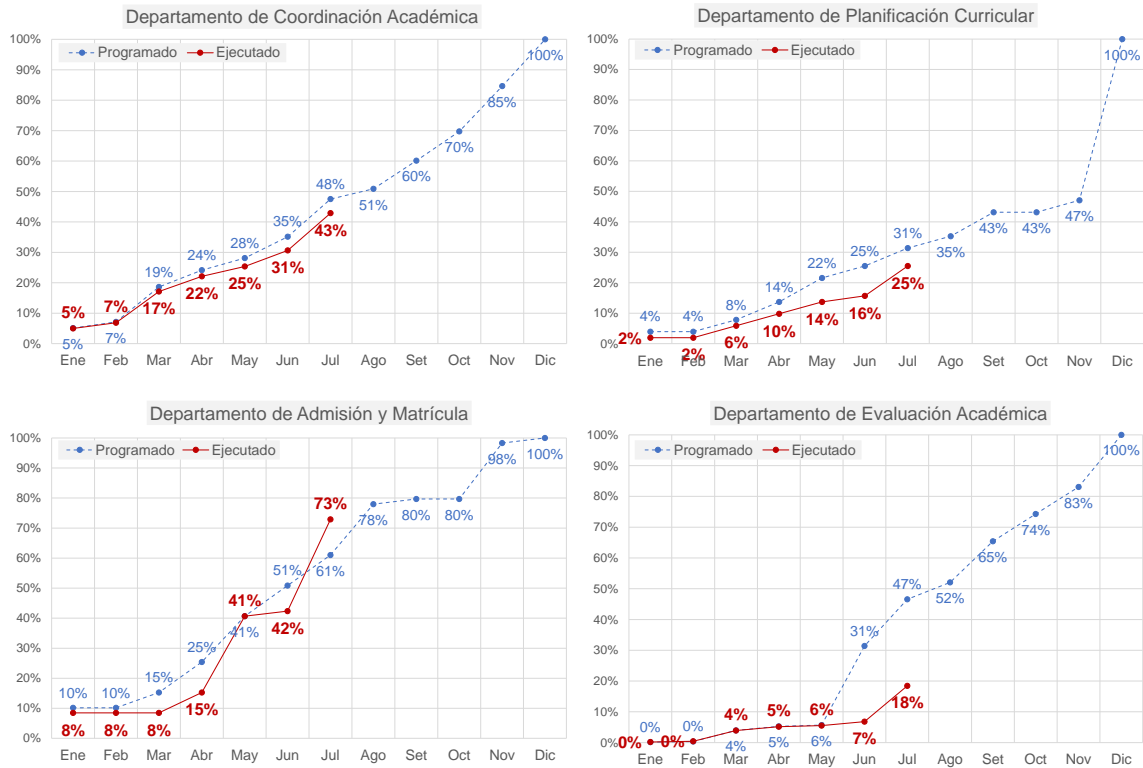 Departamento de Coordinación Académica
Programado Ejecutado
100%
90%
80%
70%
60%
50%
40%
30%
20%
10%
0%
5% 7% 19% 24% 28% 35% 48% 51% 60% 70% 85% 100%
5% 7% 17% 22% 25% 31% 43%
Ene Feb Mar Abr May Jun Jul Ago Set Oct Nov Dic
Departamento de Planificación Curricular
Programado Ejecutado
100%
90%
80%
70%
60%
50%
40%
30%
20%
10%
0%
4% 4% 8% 14% 22% 25% 31% 35% 43% 43% 47% 100%
2% 2% 6% 10% 14% 16% 25%
Ene Feb Mar Abr May Jun Jul Ago Set Oct Nov Dic
Departamento de Admisión y Matrícula
Programado Ejecutado
100%
90%
80%
70%
60%
50%
40%
30%
20%
10%
0%
10% 10% 15% 25% 41% 51% 61% 78% 80% 80% 98% 100%
8% 8% 8% 15% 41% 42% 73%
Ene Feb Mar Abr May Jun Jul Ago Set Oct Nov Dic
Departamento de Evaluación Académica
Programado Ejecutado
100%
90%
80%
70%
60%
50%
40%
30%
20%
10%
0%
0% 0% 4% 5% 6% 31% 47% 52% 65% 74% 83% 100%
0% 0% 4% 5% 6% 7% 18%
Ene Feb Mar Abr May Jun Jul Ago Set Oct Nov Dic